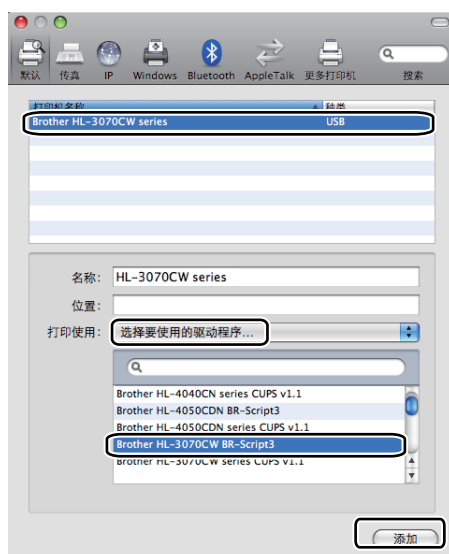 默认 传真 IP Windows Bluetooth AppleTalk 更多打印机 搜索
打印机名称 种类
Brother HL-3070CW series USB
名称: HL-3070CW series
位置:
打印使用: 选择要使用的驱动程序...
Brother HL-4040CN series CUPS v1.1
Brother HL-4050CDN BR-Script3
Brother HL-4050CDN series CUPS v1.1
Brother HL-3070CW BR-Script3
Brother HL-3070CW series CUPS v1.1
添加